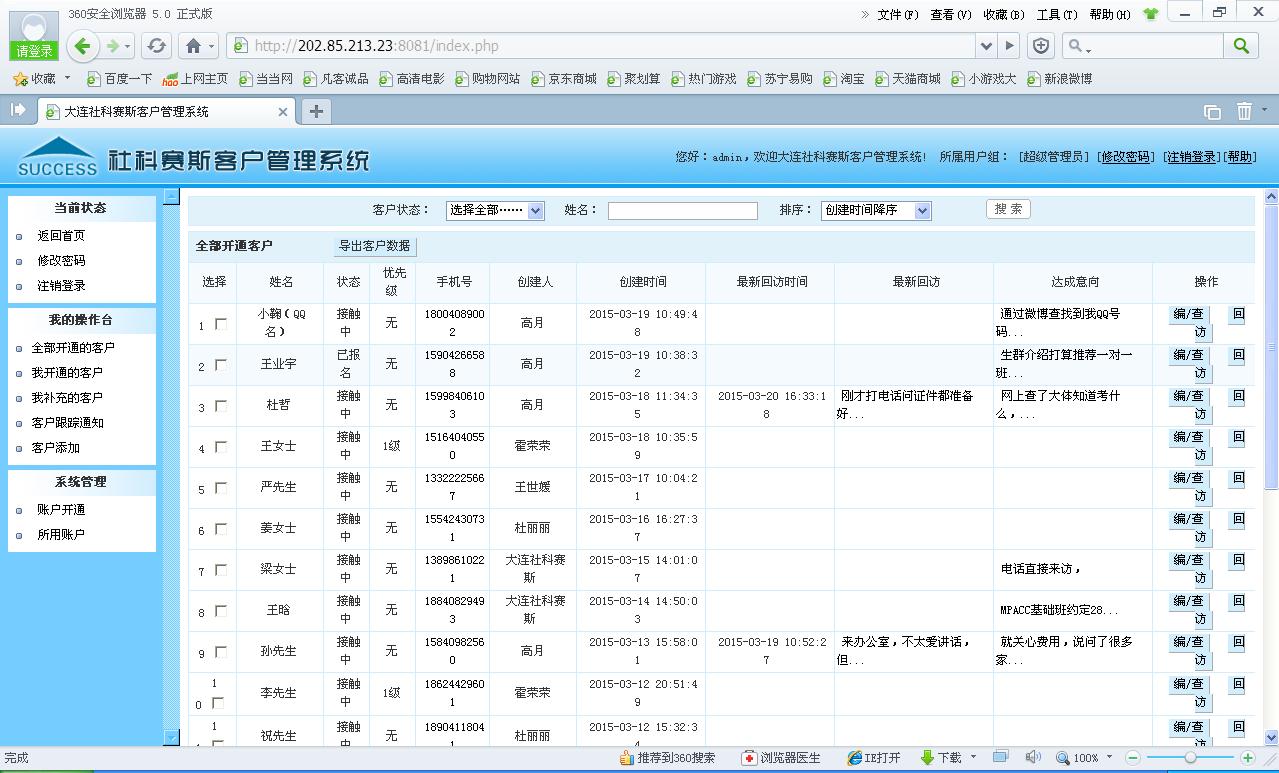 360安全浏览器 5.0 正式版
» 文件(F) 查看(V) 收藏(B) 工具(T) 帮助(H)
请登录
http://202.85.213.23:8081/index.php
收藏 百度一下 上网主页 当当网 凡客诚品 高清电影 购物网站 京东商城 聚划算 热门游戏 苏宁易购 淘宝 天猫商城 小游戏大 新浪微博
大连社科赛斯客户管理系统
SUCCESS 社科赛斯客户管理系统
您好：admin，欢迎大连社科赛斯客户管理系统! 所属用户组： [超级管理员] [修改密码] [注销登录] [帮助]
当前状态
返回首页
修改密码
注销登录
我的操作台
全部开通的客户
我开通的客户
我补充的客户
客户跟踪通知
客户添加
系统管理
账户开通
所用账户
客户状态： 选择全部…… 姓名： 排序： 创建时间降序 搜 索
全部开通客户 导出客户数据
选择 姓名 状态 优先级 手机号 创建人 创建时间 最新回访时间 最新回访 达成意向 操作
1 小鞠(QQ名) 接触中 无 18004089002 高月 2015-03-19 10:49:48 通过微博查找到我QQ号码... 编/查 回访
2 王业宇 已报名 无 15904266588 高月 2015-03-19 10:38:32 生群介绍打算推荐一对一班... 编/查 回访
3 杜哲 接触中 无 15998406103 高月 2015-03-18 11:34:35 2015-03-20 16:33:18 刚才打电话问证件都准备好... 网上查了大体知道考什么，... 编/查 回访
4 王女士 接触中 1级 15164040550 霍荣荣 2015-03-18 10:35:59 编/查 回访
5 严先生 接触中 无 13322225667 王世媛 2015-03-17 10:04:21 编/查 回访
6 姜女士 接触中 无 15542430731 杜丽丽 2015-03-16 16:27:37 编/查 回访
7 梁女士 接触中 无 13898610221 大连社科赛斯 2015-03-15 14:01:07 电话直接来访， 编/查 回访
8 王晗 接触中 无 18840829493 大连社科赛斯 2015-03-14 14:50:03 MPACC基础班约定28... 编/查 回访
9 孙先生 接触中 无 15840982560 高月 2015-03-13 15:58:01 2015-03-19 10:52:27 来办公室，不太爱讲话，但... 就关心费用，说问了很多家... 编/查 回访
10 李先生 接触中 1级 18624429601 霍荣荣 2015-03-12 20:51:49 编/查 回访
1 祝先生 接触中 无 18904118041 杜丽丽 2015-03-12 15:32:3 编/查 回访
完成 推荐到360搜搜 浏览器医生 IE打开 下载 100%